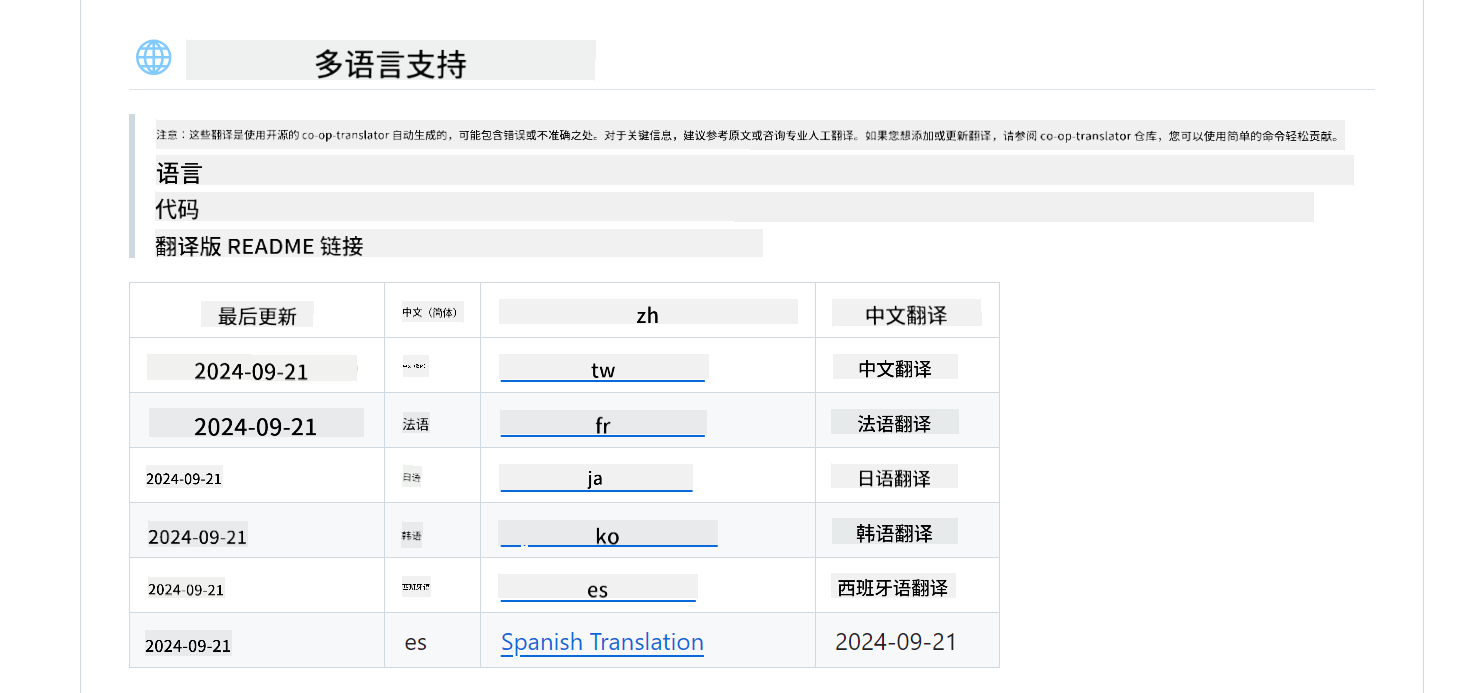 多语言支持
注意：这些翻译是使用开源的 co-op-translator 自动生成的，可能包含错误或不准确之处。对于关键信息，建议参考原文或咨询专业人工翻译。如果您想添加或更新翻译，请参阅 co-op-translator 仓库，您可以使用简单的命令轻松贡献。
语言
代码
翻译版 README 链接
最后更新 中文（简体） zh 中文翻译
2024-09-21 tw 中文翻译
2024-09-21 法语 fr 法语翻译
2024-09-21 日语 ja 日语翻译
2024-09-21 韩语 ko 韩语翻译
2024-09-21 西班牙语 es 西班牙语翻译
2024-09-21 es Spanish Translation 2024-09-21